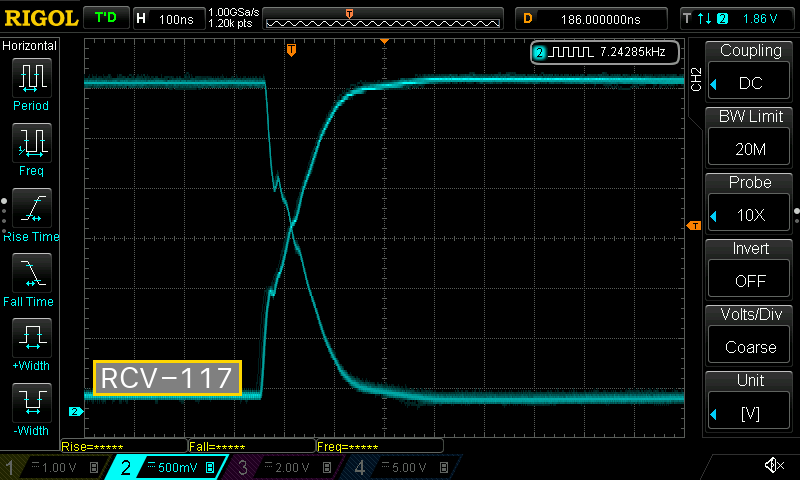 RIGOL T'D H 100ns 1.00GSa/s 1.20k pts T D 186.000000ns T 2 1.86 V
Horizontal
Period
Freq
Rise Time
Fall Time
+Width
-Width
T
2 7.24285kHz
T
RCV-117
2
CH2
Coupling
DC
BW Limit
20M
Probe
10X
Invert
OFF
Volts/Div
Coarse
Unit
[V]
Rise=***** Fall=***** Freq=*****
1 1.00 V B 2 500mV B 3 2.00 V B 4 5.00 V B